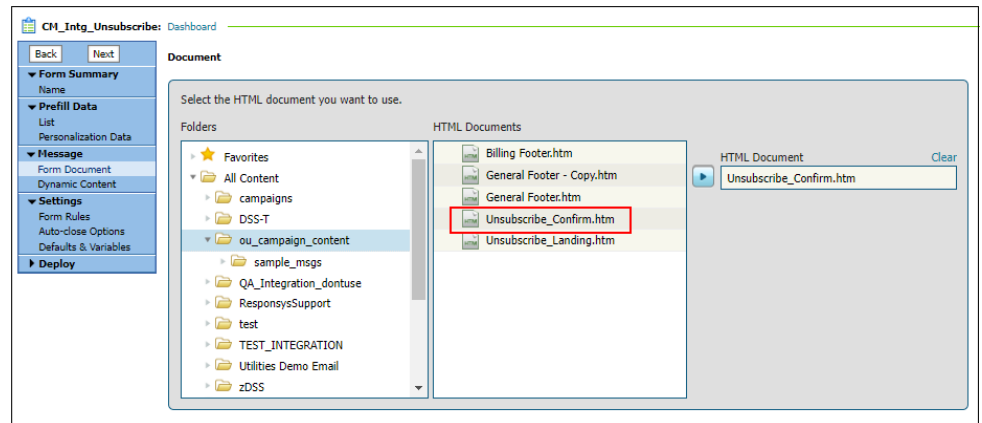 CM_Intg_Unsubscribe: Dashboard
Back Next
Form Summary
Name
Prefill Data
List
Personalization Data
Message
Form Document
Dynamic Content
Settings
Form Rules
Auto-close Options
Defaults & Variables
Deploy
Document
Select the HTML document you want to use.
Folders
Favorites
All Content
campaigns
DSS-T
ou_campaign_content
sample_msgs
QA_Integration_dontuse
ResponsysSupport
test
TEST_INTEGRATION
Utilities Demo Email
zDSS
HTML Documents
Billing Footer.htm
General Footer - Copy.htm
General Footer.htm
Unsubscribe_Confirm.htm
Unsubscribe_Landing.htm
HTML Document Clear
Unsubscribe_Confirm.htm